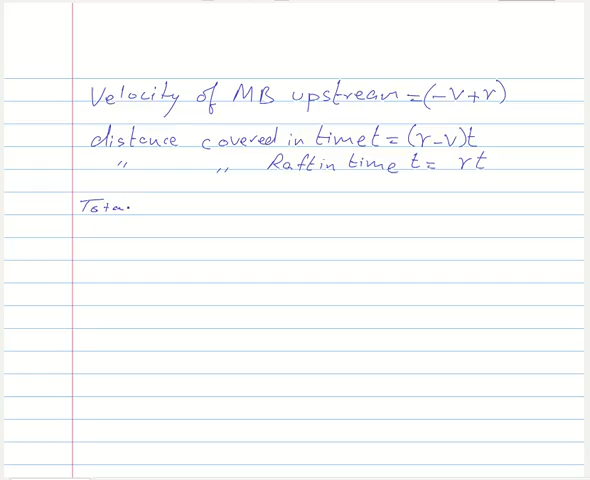 Velocity of MB upstream = (-v+r)
distance covered in time t = (r-v)t
" " Raft in time t = rt
Tota